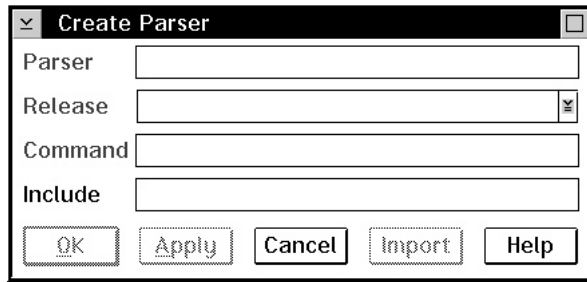 Create Parser
Parser
Release
Command
Include
OK Apply Cancel Import Help